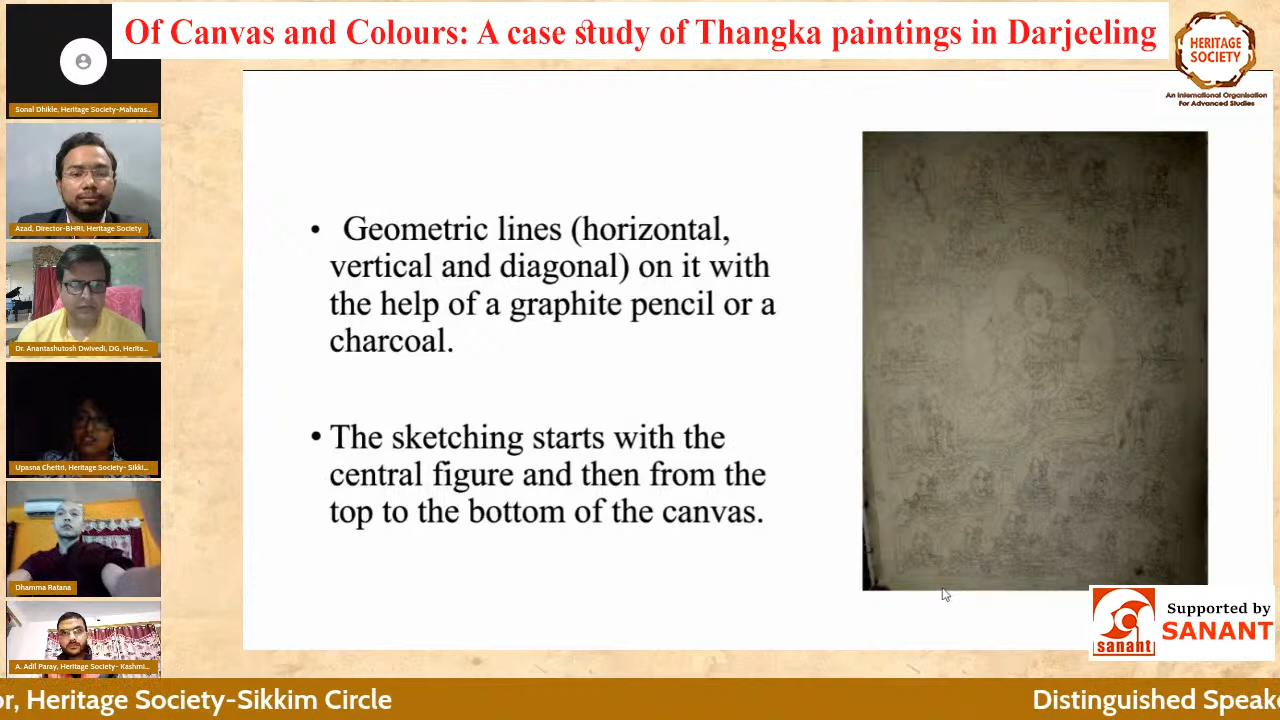 Of Canvas and Colours: A case study of Thangka paintings in Darjeeling
HERITAGE
SOCIETY
An International Organisation
For Advanced Studies
Sonal Dhikle, Heritage Society-Maharas...
Azad, Director-BHRI, Heritage Society
Dr. Anantashutosh Dwivedi, DG, Herita...
Upasna Chettri, Heritage Society- Sikki...
Dhamma Ratana
A. Adil Paray, Heritage Society- Kashmi...
• Geometric lines (horizontal,
vertical and diagonal) on it with
the help of a graphite pencil or a
charcoal.
• The sketching starts with the
central figure and then from the
top to the bottom of the canvas.
sanant
Supported by
SANANT
or, Heritage Society-Sikkim Circle
Distinguished Speake